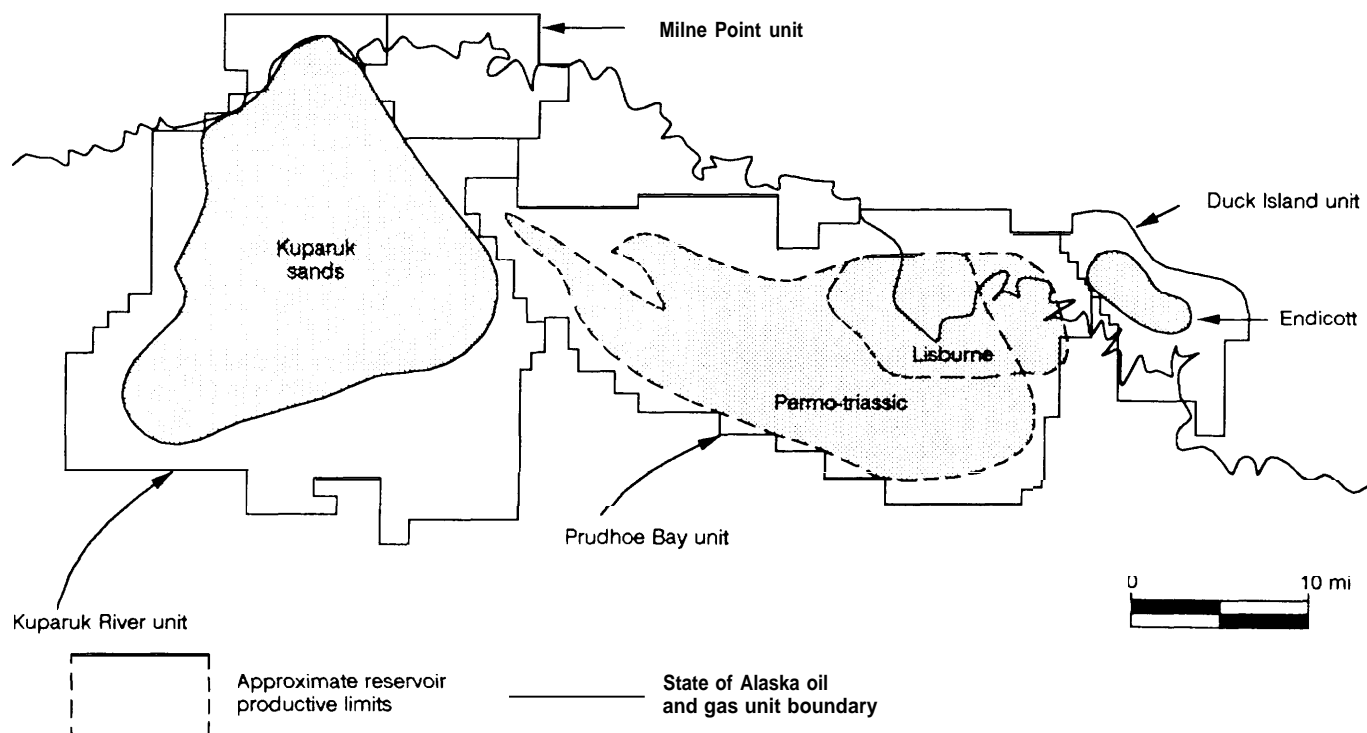 Milne Point unit
Duck Island unit
Kuparuk
sands
Endicott
Lisburne
Permo-triassic
Prudhoe Bay unit
0 10 mi
Kuparuk River unit
Approximate reservoir
productive limits
State of Alaska oil
and gas unit boundary